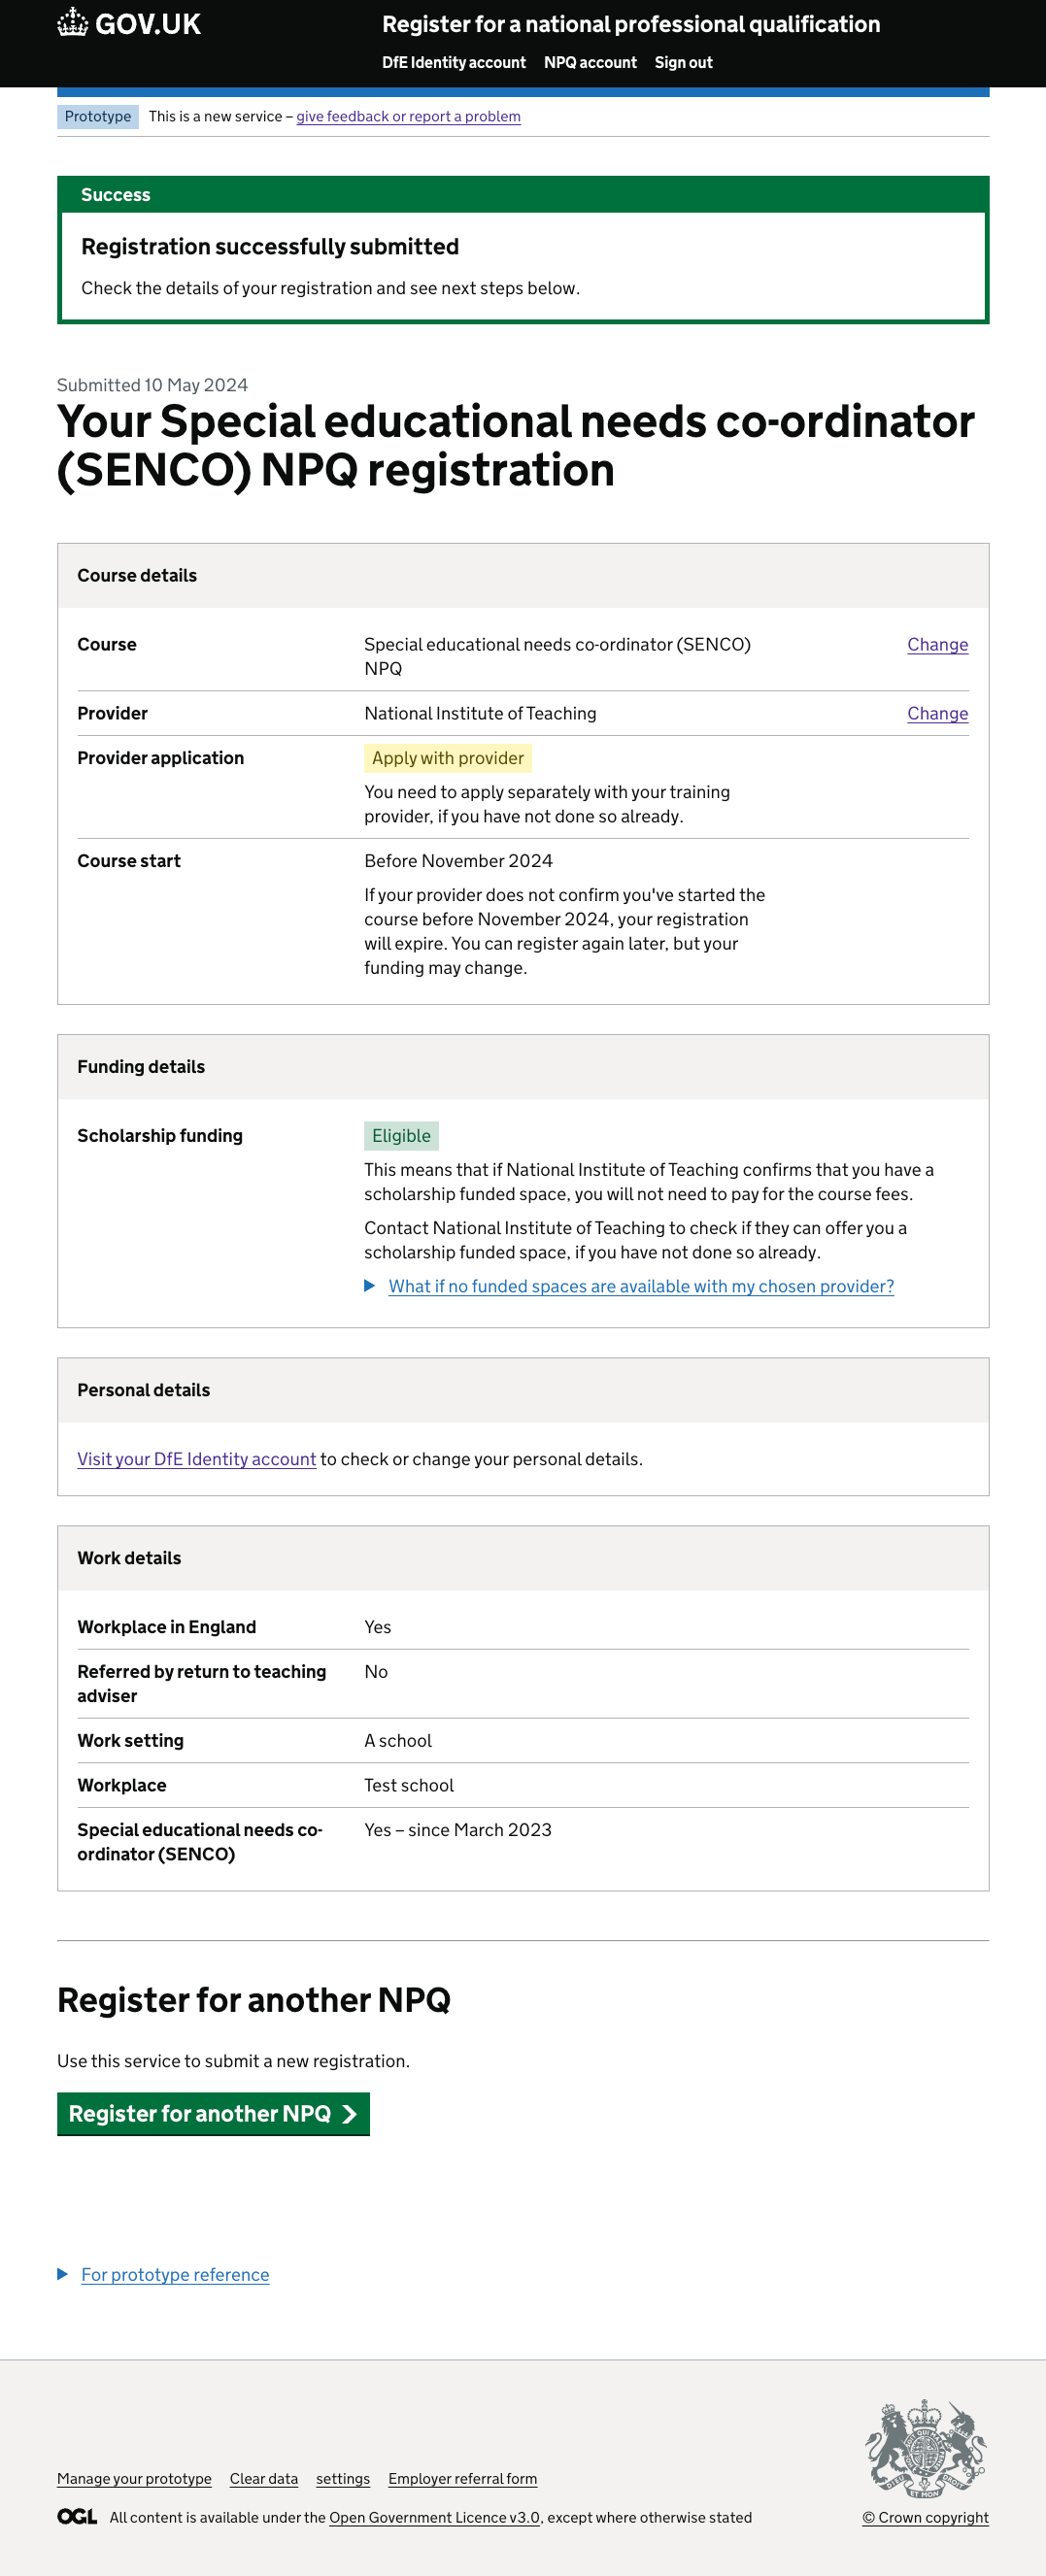 GOV.UK
Register for a national professional qualification
DfE Identity account NPQ account Sign out
Prototype This is a new service – give feedback or report a problem
Success
Registration successfully submitted
Check the details of your registration and see next steps below.
Submitted 10 May 2024
Your Special educational needs co-ordinator
(SENCO) NPQ registration
Course details
Course Special educational needs co-ordinator (SENCO) Change
NPQ
Provider National Institute of Teaching Change
Provider application Apply with provider
You need to apply separately with your training
provider, if you have not done so already.
Course start Before November 2024
If your provider does not confirm you've started the
course before November 2024, your registration
will expire. You can register again later, but your
funding may change.
Funding details
Scholarship funding Eligible
This means that if National Institute of Teaching confirms that you have a
scholarship funded space, you will not need to pay for the course fees.
Contact National Institute of Teaching to check if they can offer you a
scholarship funded space, if you have not done so already.
What if no funded spaces are available with my chosen provider?
Personal details
Visit your DfE Identity account to check or change your personal details.
Work details
Workplace in England Yes
Referred by return to teaching No
adviser
Work setting A school
Workplace Test school
Special educational needs co- Yes – since March 2023
ordinator (SENCO)
Register for another NPQ
Use this service to submit a new registration.
Register for another NPQ
For prototype reference
Manage your prototype Clear data settings Employer referral form
OGL All content is available under the Open Government Licence v3.0, except where otherwise stated
© Crown copyright